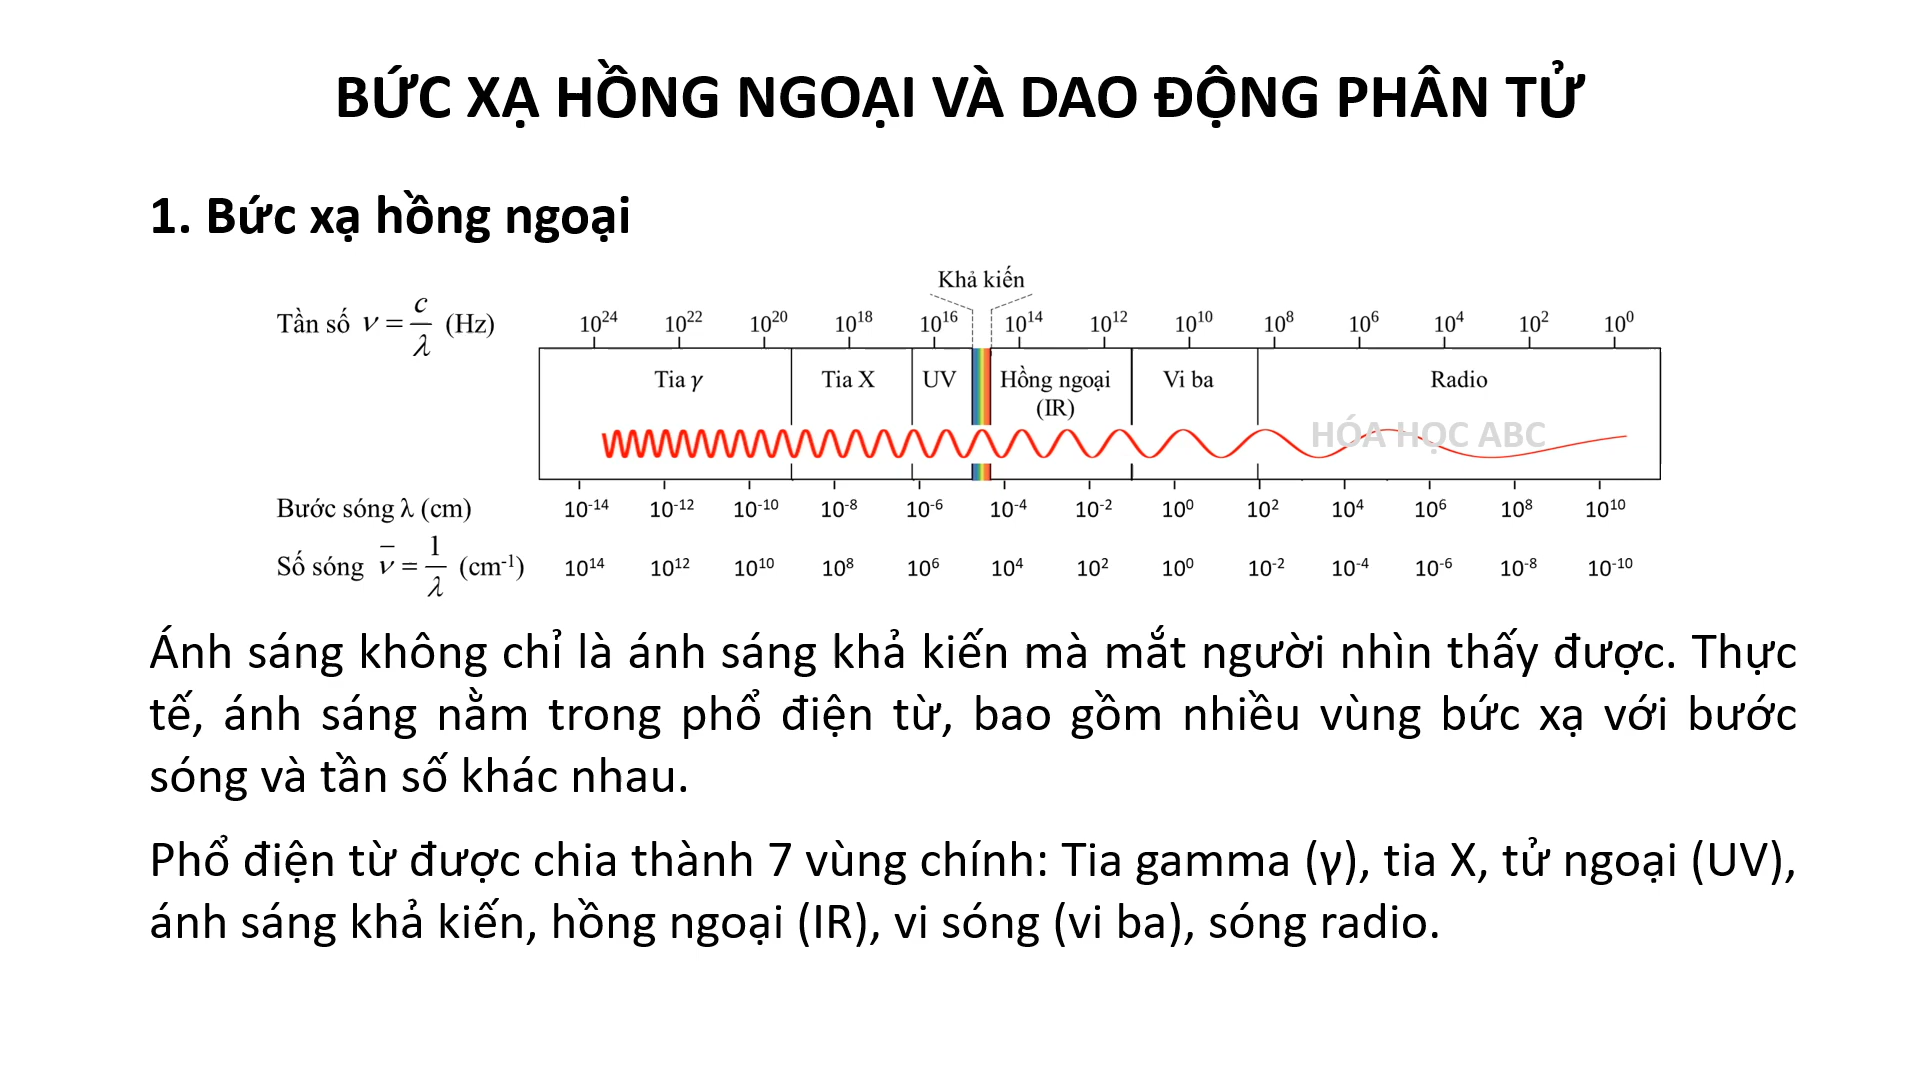 BỨC XẠ HỒNG NGOẠI VÀ DAO ĐỘNG PHÂN TỬ
1. Bức xạ hồng ngoại
Khả kiến
Tần số ν = c/λ (Hz) 10²⁴ 10²² 10²⁰ 10¹⁸ 10¹⁶ 10¹⁴ 10¹² 10¹⁰ 10⁸ 10⁶ 10⁴ 10² 10⁰
Tia γ Tia X UV Hồng ngoại (IR) Vi ba Radio
HÓA HỌC ABC
Bước sóng λ (cm) 10⁻¹⁴ 10⁻¹² 10⁻¹⁰ 10⁻⁸ 10⁻⁶ 10⁻⁴ 10⁻² 10⁰ 10² 10⁴ 10⁶ 10⁸ 10¹⁰
Số sóng ν̄ = 1/λ (cm⁻¹) 10¹⁴ 10¹² 10¹⁰ 10⁸ 10⁶ 10⁴ 10² 10⁰ 10⁻² 10⁻⁴ 10⁻⁶ 10⁻⁸ 10⁻¹⁰
Ánh sáng không chỉ là ánh sáng khả kiến mà mắt người nhìn thấy được. Thực
tế, ánh sáng nằm trong phổ điện từ, bao gồm nhiều vùng bức xạ với bước
sóng và tần số khác nhau.
Phổ điện từ được chia thành 7 vùng chính: Tia gamma (γ), tia X, tử ngoại (UV),
ánh sáng khả kiến, hồng ngoại (IR), vi sóng (vi ba), sóng radio.